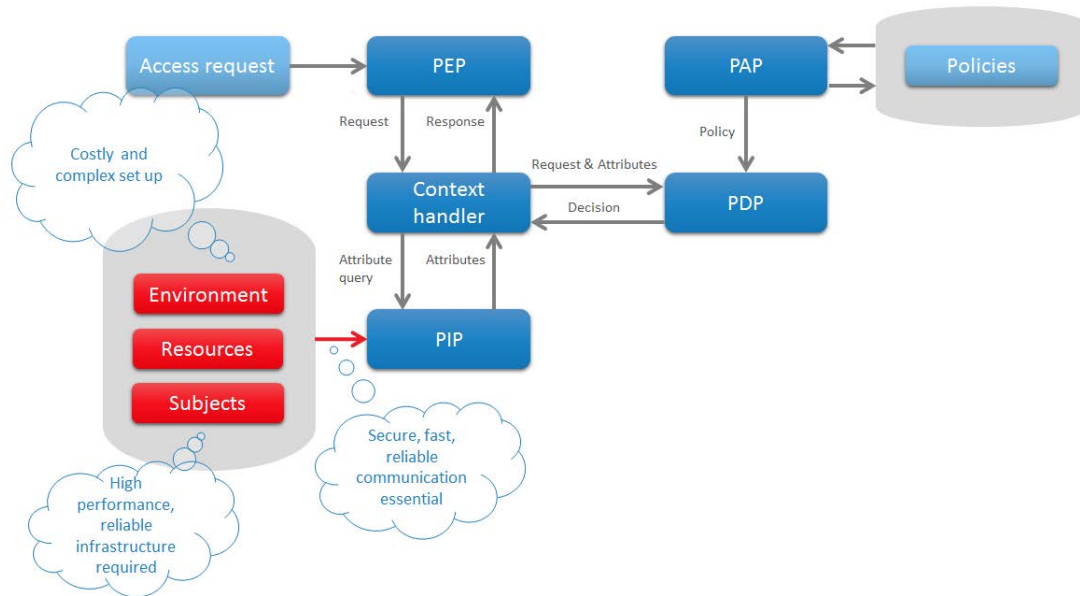 Access request
PEP
PAP
Policies
Request
Response
Policy
Costly and
complex set up
Request & Attributes
Context
handler
PDP
Decision
Attribute
query
Attributes
Environment
PIP
Resources
Subjects
Secure, fast,
reliable
communication
essential
High
performance,
reliable
infrastructure
required